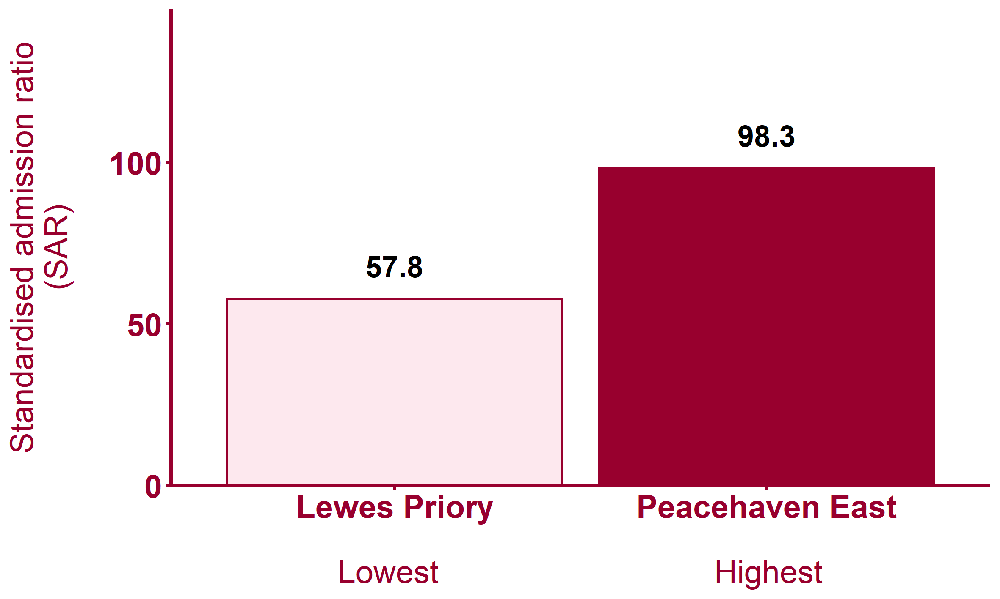 Standardised admission ratio
(SAR)
100
50
0
57.8
98.3
Lewes Priory
Peacehaven East
Lowest
Highest